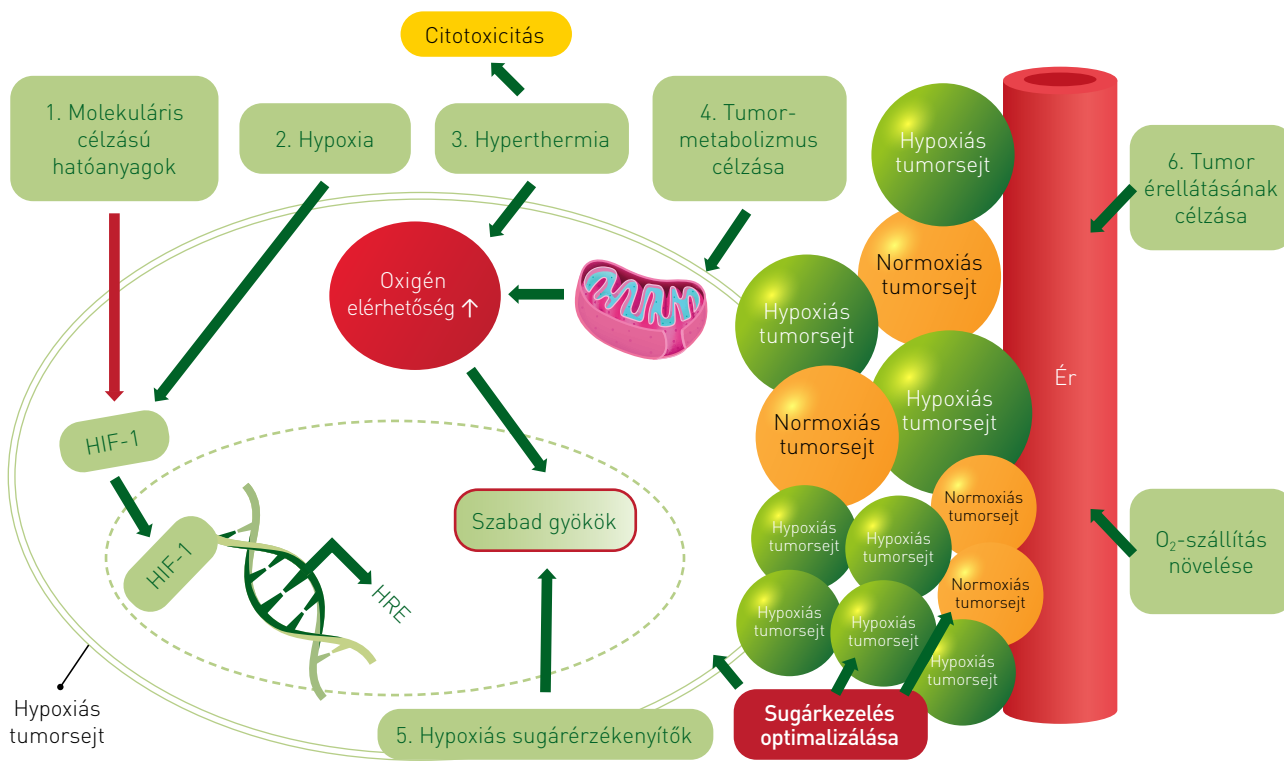 Citotoxicitás
1. Molekuláris
célzású
hatóanyagok
2. Hypoxia
3. Hyperthermia
4. Tumor-
metabolizmus
célzása
Hypoxiás
tumorsejt
6. Tumor
érellátásának
célzása
Oxigén
elérhetőség ↑
Normoxiás
tumorsejt
Hypoxiás
tumorsejt
Ér
Hypoxiás
tumorsejt
Normoxiás
tumorsejt
HIF-1
Szabad gyökök
Normoxiás
tumorsejt
Hypoxiás
tumorsejt
Hypoxiás
tumorsejt
O₂-szállítás
növelése
HIF-1
HRE
Normoxiás
tumorsejt
Hypoxiás
tumorsejt
Hypoxiás
tumorsejt
Hypoxiás
tumorsejt
Hypoxiás
tumorsejt
5. Hypoxiás sugárérzékenyítők
Sugárkezelés
optimalizálása